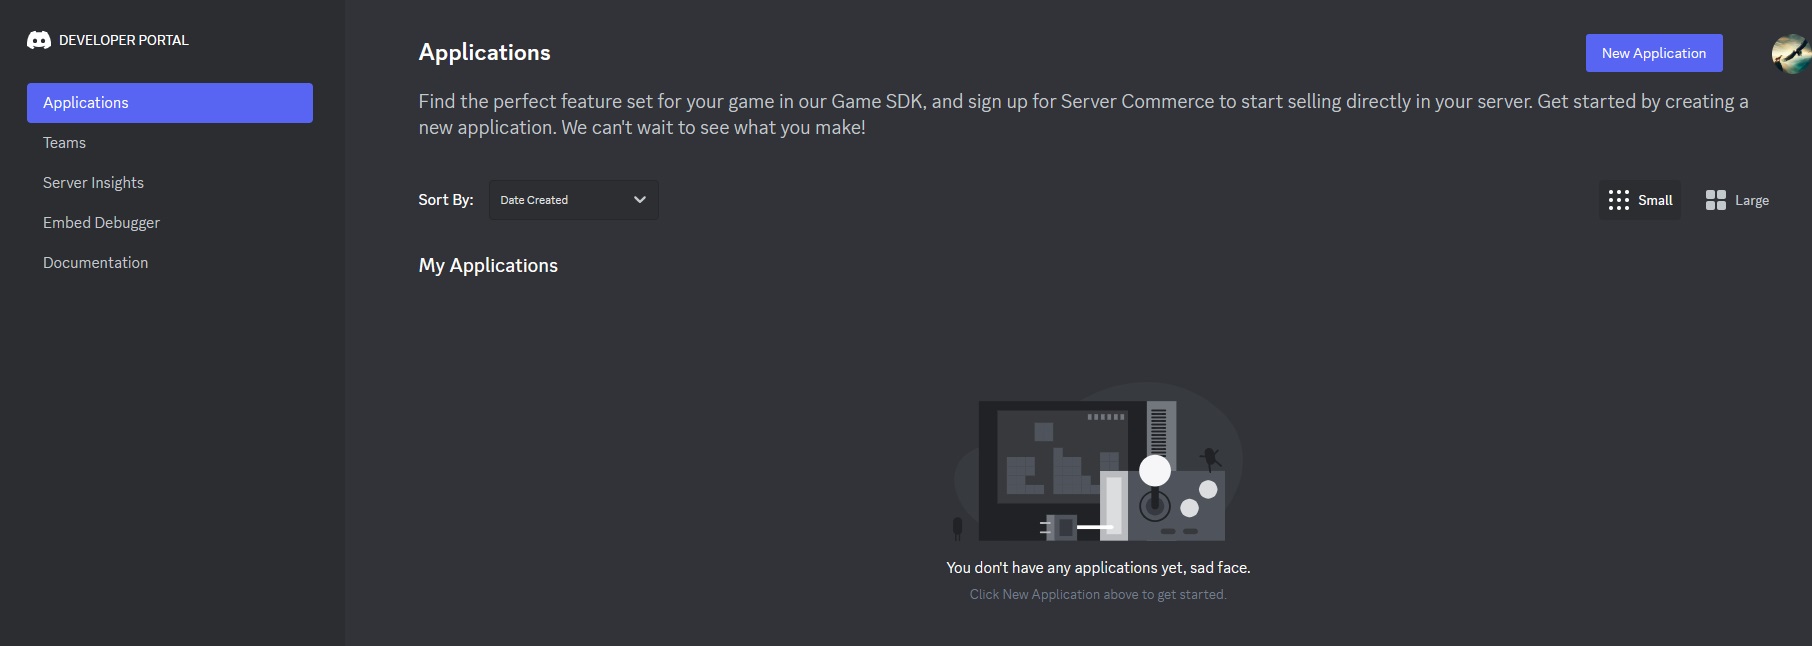 DEVELOPER PORTAL
Applications
Teams
Server Insights
Embed Debugger
Documentation
Applications
New Application
Find the perfect feature set for your game in our Game SDK, and sign up for Server Commerce to start selling directly in your server. Get started by creating a
new application. We can't wait to see what you make!
Sort By: Date Created
Small Large
My Applications
You don't have any applications yet, sad face.
Click New Application above to get started.